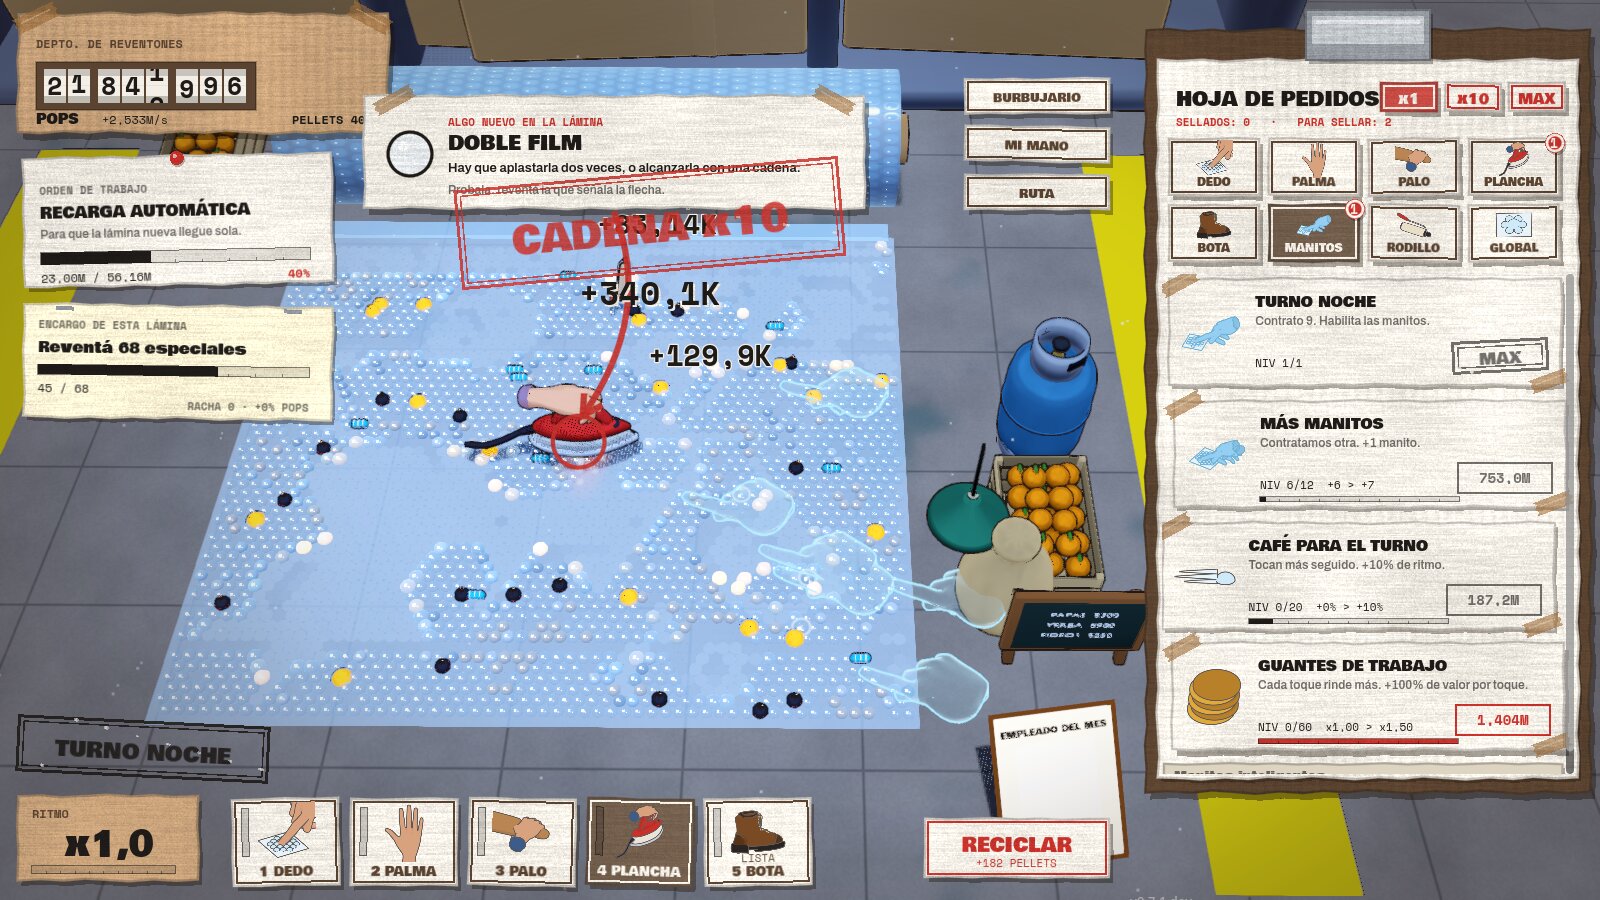 DEPTO. DE REVENTONES
POPS +2,533M/s PELLETS 40
ORDEN DE TRABAJO
RECARGA AUTOMÁTICA
Para que la lámina nueva llegue sola.
23,00M / 56,16M 40%
ENCARGO DE ESTA LÁMINA
Reventá 68 especiales
45 / 68
RACHA 0 · +0% POPS
ALGO NUEVO EN LA LÁMINA
DOBLE FILM
Hay que aplastarla dos veces, o alcanzarla con una cadena.
Probala: reventá la que señala la flecha.
CADENA x10
+340,1K
+129,9K
BURBUJARIO
MI MANO
RUTA
HOJA DE PEDIDOS x1 x10 MAX
SELLADOS: 0 · PARA SELLAR: 2
DEDO PALMA PALO PLANCHA 1
BOTA MANITOS 1 RODILLO GLOBAL
TURNO NOCHE
Contrato 9. Habilita las manitos.
NIV 1/1 MAX
MÁS MANITOS
Contratamos otra. +1 manito.
NIV 6/12 +6 > +7 753,0M
CAFÉ PARA EL TURNO
Tocan más seguido. +10% de ritmo.
NIV 0/20 +0% > +10% 187,2M
GUANTES DE TRABAJO
Cada toque rinde más. +100% de valor por toque.
NIV 0/60 x1,00 > x1,50 1,404M
EMPLEADO DEL MES
TURNO NOCHE
RITMO
x1,0
1 DEDO
2 PALMA
3 PALO
4 PLANCHA
LISTA
5 BOTA
RECICLAR
+182 PELLETS